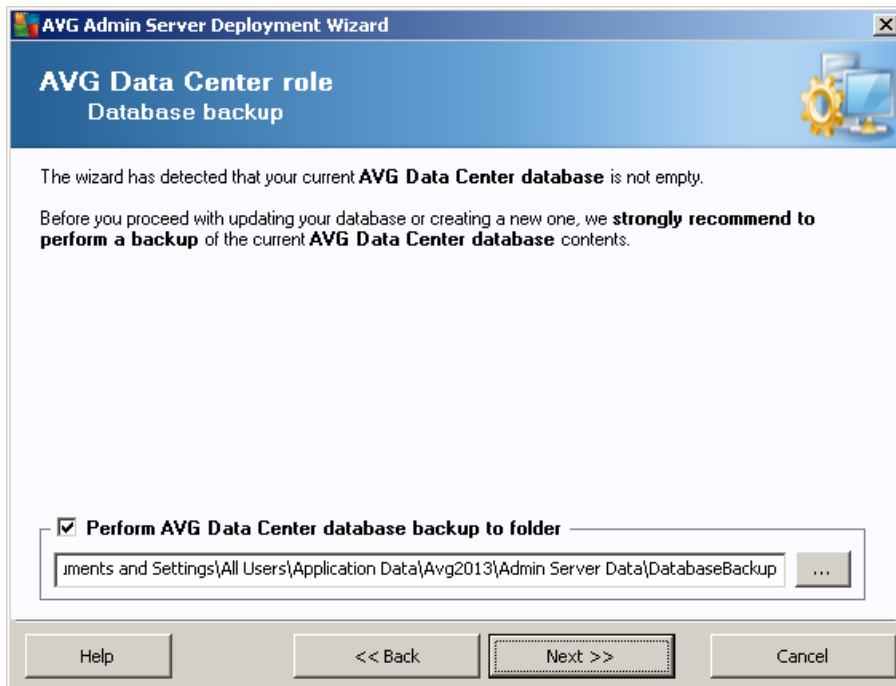 AVG Admin Server Deployment Wizard
AVG Data Center role
Database backup
The wizard has detected that your current AVG Data Center database is not empty.
Before you proceed with updating your database or creating a new one, we strongly recommend to
perform a backup of the current AVG Data Center database contents.
Perform AVG Data Center database backup to folder
uments and Settings\All Users\Application Data\Avg2013\Admin Server Data\DatabaseBackup
...
Help
<< Back
Next >>
Cancel